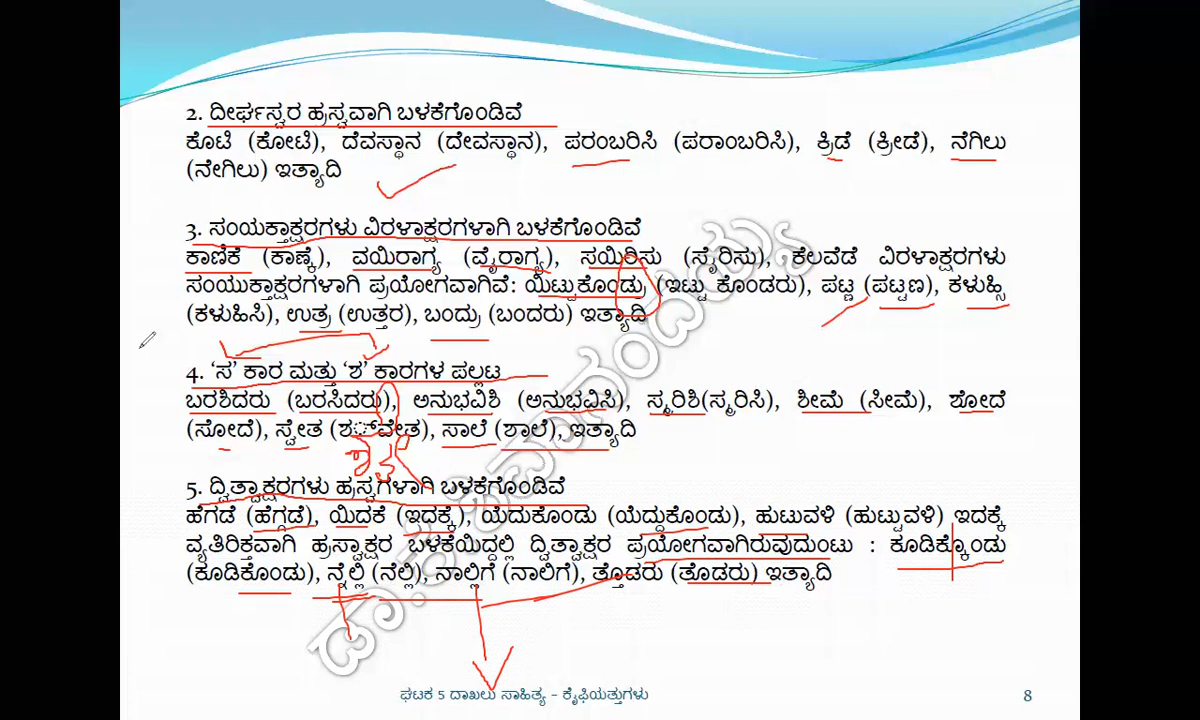 2. ದೀರ್ಘಸ್ವರ ಹ್ರಸ್ವವಾಗಿ ಬಳಕೆಗೊಂಡಿವೆ
ಕೊಟಿ (ಕೋಟಿ), ದೆವಸ್ಥಾನ (ದೇವಸ್ಥಾನ), ಪರಂಬರಿಸಿ (ಪರಾಂಬರಿಸಿ), ಕ್ರಿಡೆ (ಕ್ರೀಡೆ), ನೆಗಿಲು
(ನೇಗಿಲು) ಇತ್ಯಾದಿ
3. ಸಂಯುಕ್ತಾಕ್ಷರಗಳು ವಿರಳಾಕ್ಷರಗಳಾಗಿ ಬಳಕೆಗೊಂಡಿವೆ
ಕಾಣಿಕೆ (ಕಾಣ್ಕೆ), ವಯಿರಾಗ್ಯ (ವೈರಾಗ್ಯ), ಸಯಿರಿಸು (ಸೈರಿಸು), ಕೆಲವೆಡೆ ವಿರಳಾಕ್ಷರಗಳು
ಸಂಯುಕ್ತಾಕ್ಷರಗಳಾಗಿ ಪ್ರಯೋಗವಾಗಿವೆ: ಯಿಟ್ಟುಕೊಂಡ್ರು (ಇಟ್ಟು ಕೊಂಡರು), ಪಟ್ಣ (ಪಟ್ಟಣ), ಕಳುಹ್ಸಿ
(ಕಳುಹಿಸಿ), ಉತ್ರ (ಉತ್ತರ), ಬಂದ್ರು (ಬಂದರು) ಇತ್ಯಾದಿ
4. ‘ಸ’ ಕಾರ ಮತ್ತು ‘ಶ’ ಕಾರಗಳ ಪಲ್ಲಟ
ಬರಶಿದರು (ಬರಸಿದರು), ಅನುಭವಿಶಿ (ಅನುಭವಿಸಿ), ಸ್ಮರಿಶಿ(ಸ್ಮರಿಸಿ), ಶೀಮೆ (ಸೀಮೆ), ಶೋದೆ
(ಸೋದೆ), ಸ್ವೇತ (ಶ್‌ವೇತ), ಸಾಲೆ (ಶಾಲೆ), ಇತ್ಯಾದಿ
5. ದ್ವಿತ್ವಾಕ್ಷರಗಳು ಹ್ರಸ್ವಗಳಾಗಿ ಬಳಕೆಗೊಂಡಿವೆ
ಹೆಗಡೆ (ಹೆಗ್ಗಡೆ), ಯಿದಕೆ (ಇದಕ್ಕೆ), ಯೆದುಕೊಂಡು (ಯೆದ್ದುಕೊಂಡು), ಹುಟುವಳಿ (ಹುಟ್ಟುವಳಿ) ಇದಕ್ಕೆ
ವ್ಯತಿರಿಕ್ತವಾಗಿ ಹ್ರಸ್ವಾಕ್ಷರ ಬಳಕೆಯಿದ್ದಲ್ಲಿ ದ್ವಿತ್ವಾಕ್ಷರ ಪ್ರಯೋಗವಾಗಿರುವುದುಂಟು : ಕೂಡಿಕ್ಕೊಂಡು
(ಕೂಡಿಕೊಂಡು), ನ್ನೆಲ್ಲಿ (ನೆಲ್ಲಿ), ನಾಲ್ಲಿಗೆ (ನಾಲಿಗೆ), ತ್ತೊಡರು (ತೊಡರು) ಇತ್ಯಾದಿ
ಘಟಕ 5 ದಾಖಲು ಸಾಹಿತ್ಯ – ಕೈಫಿಯತ್ತುಗಳು
8